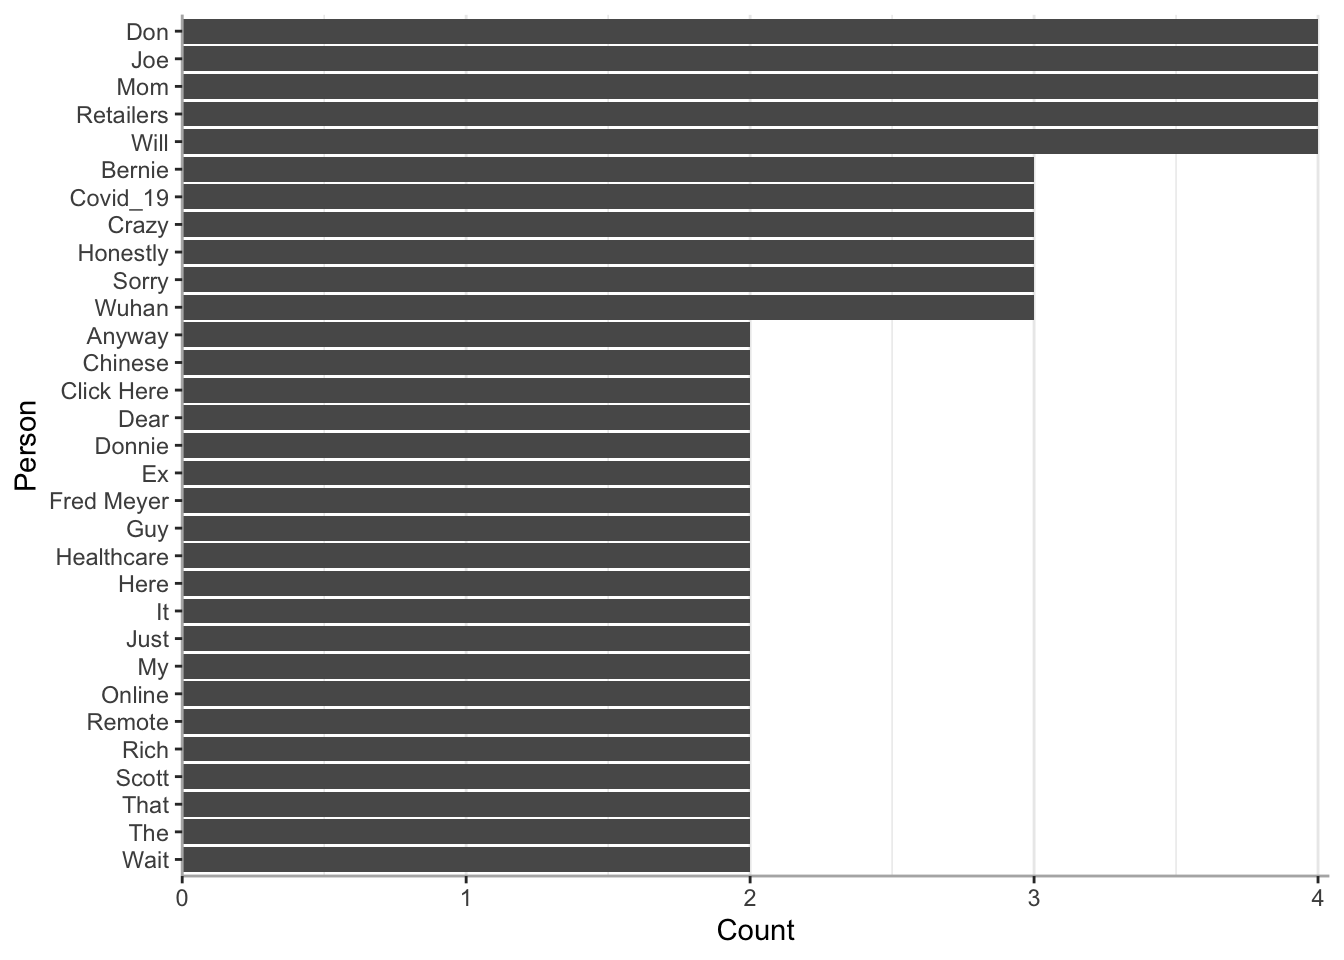 Don
Joe
Mom
Retailers
Will
Bernie
Covid_19
Crazy
Honestly
Sorry
Wuhan
Anyway
Chinese
Click Here
Dear
Donnie
Ex
Fred Meyer
Guy
Healthcare
Here
It
Just
My
Online
Remote
Rich
Scott
That
The
Wait
Person
0 1 2 3 4
Count